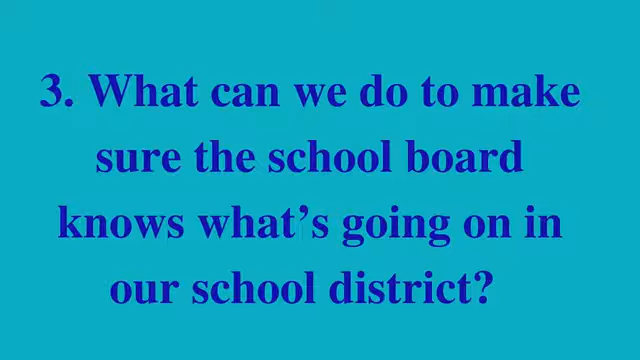 3. What can we do to make
sure the school board
knows what’s going on in
our school district?